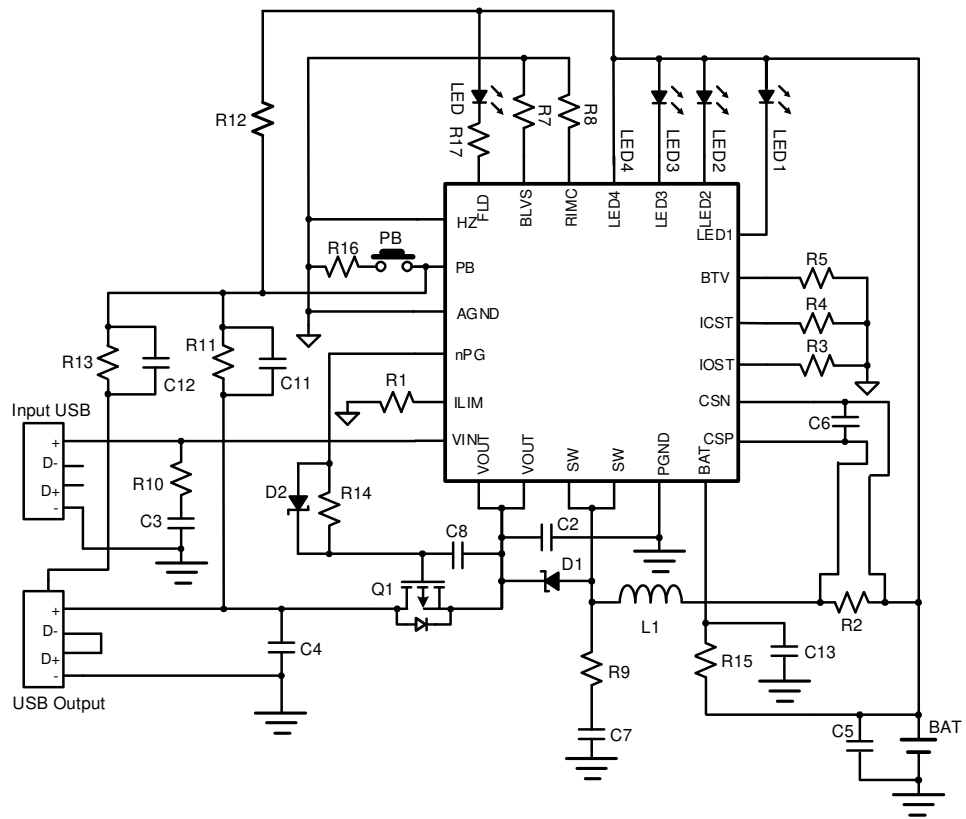 R12
LED
R17
R7
R8
LED4
LED3
LED2
LED1
FLD
BLVS
RIMC
LED4
LED3
LED2
LED1
HZ
R16
PB
PB
BTV
R5
AGND
ICST
R4
nPG
IOST
R3
R13
C12
R11
C11
R1
ILIM
CSN
C6
CSP
Input USB
+
D-
D+
-
VIN
VOUT
VOUT
SW
SW
PGND
BAT
R10
C3
D2
R14
C8
C2
D1
Q1
+
D-
D+
-
USB Output
C4
L1
R2
R9
R15
C13
C7
C5
BAT